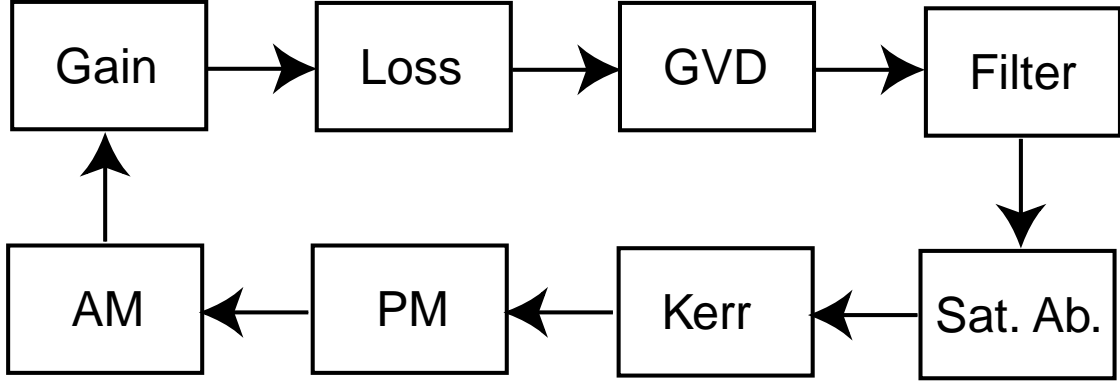 Gain
Loss
GVD
Filter
AM
PM
Kerr
Sat. Ab.